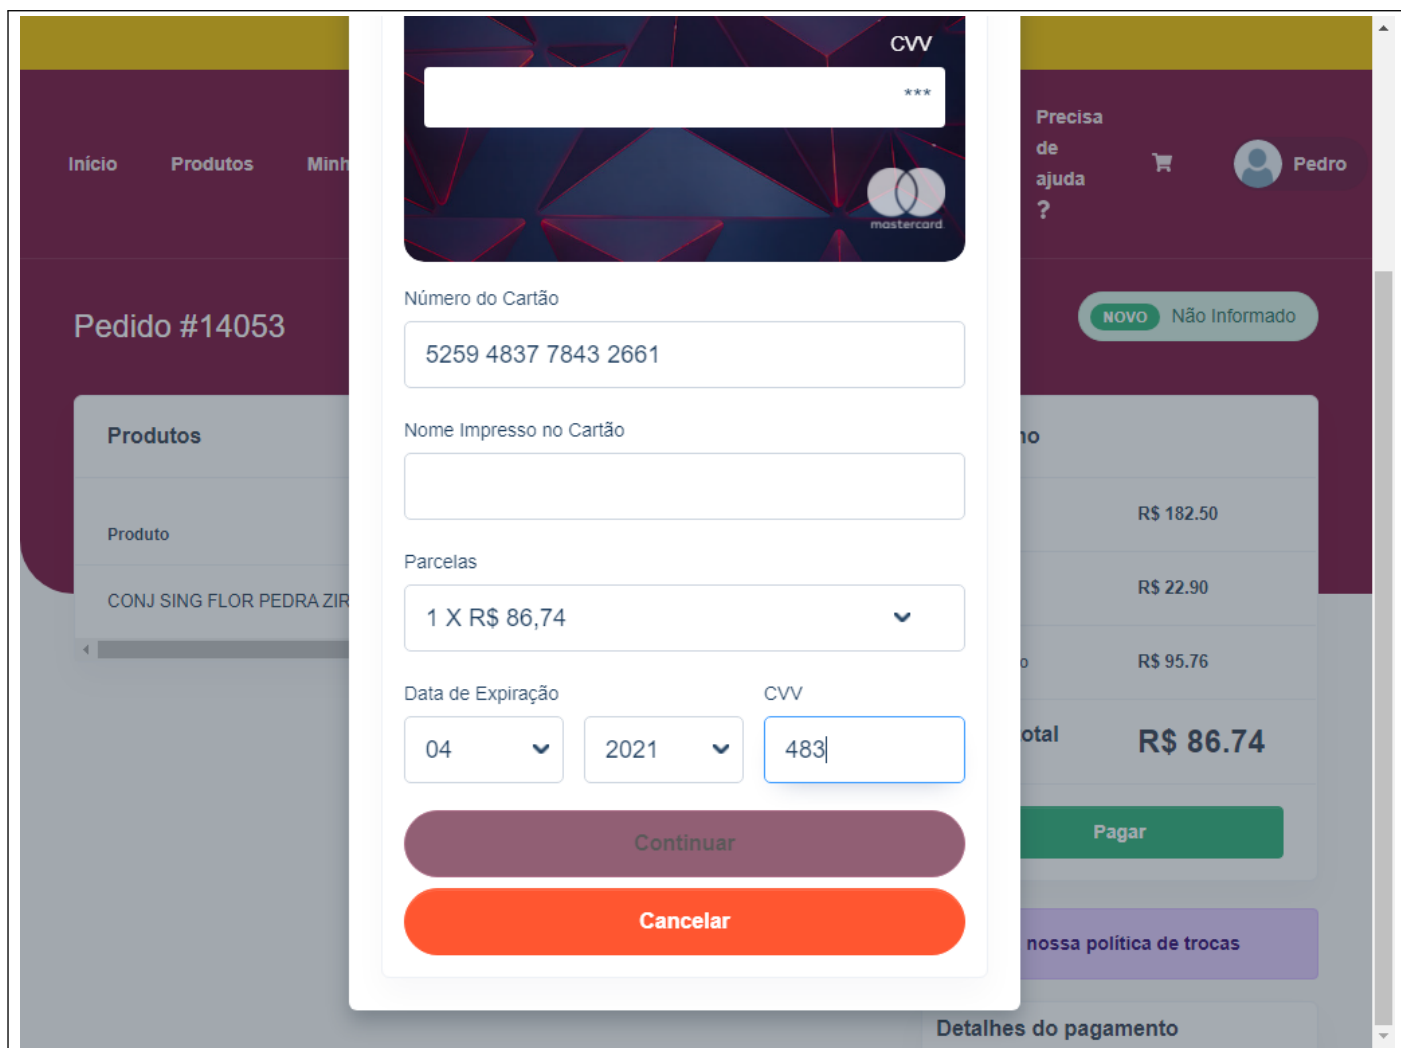 CVV
***
mastercard
Início
Produtos
Minh
Precisa
de
ajuda
?
Pedro
Pedido #14053
NOVO Não Informado
Número do Cartão
5259 4837 7843 2661
Nome Impresso no Cartão
Parcelas
1 X R$ 86,74
Data de Expiração
CVV
04
2021
483
Continuar
Cancelar
Produtos
Produto
CONJ SING FLOR PEDRA ZIR
no
R$ 182.50
R$ 22.90
o
R$ 95.76
otal
R$ 86.74
Pagar
nossa política de trocas
Detalhes do pagamento